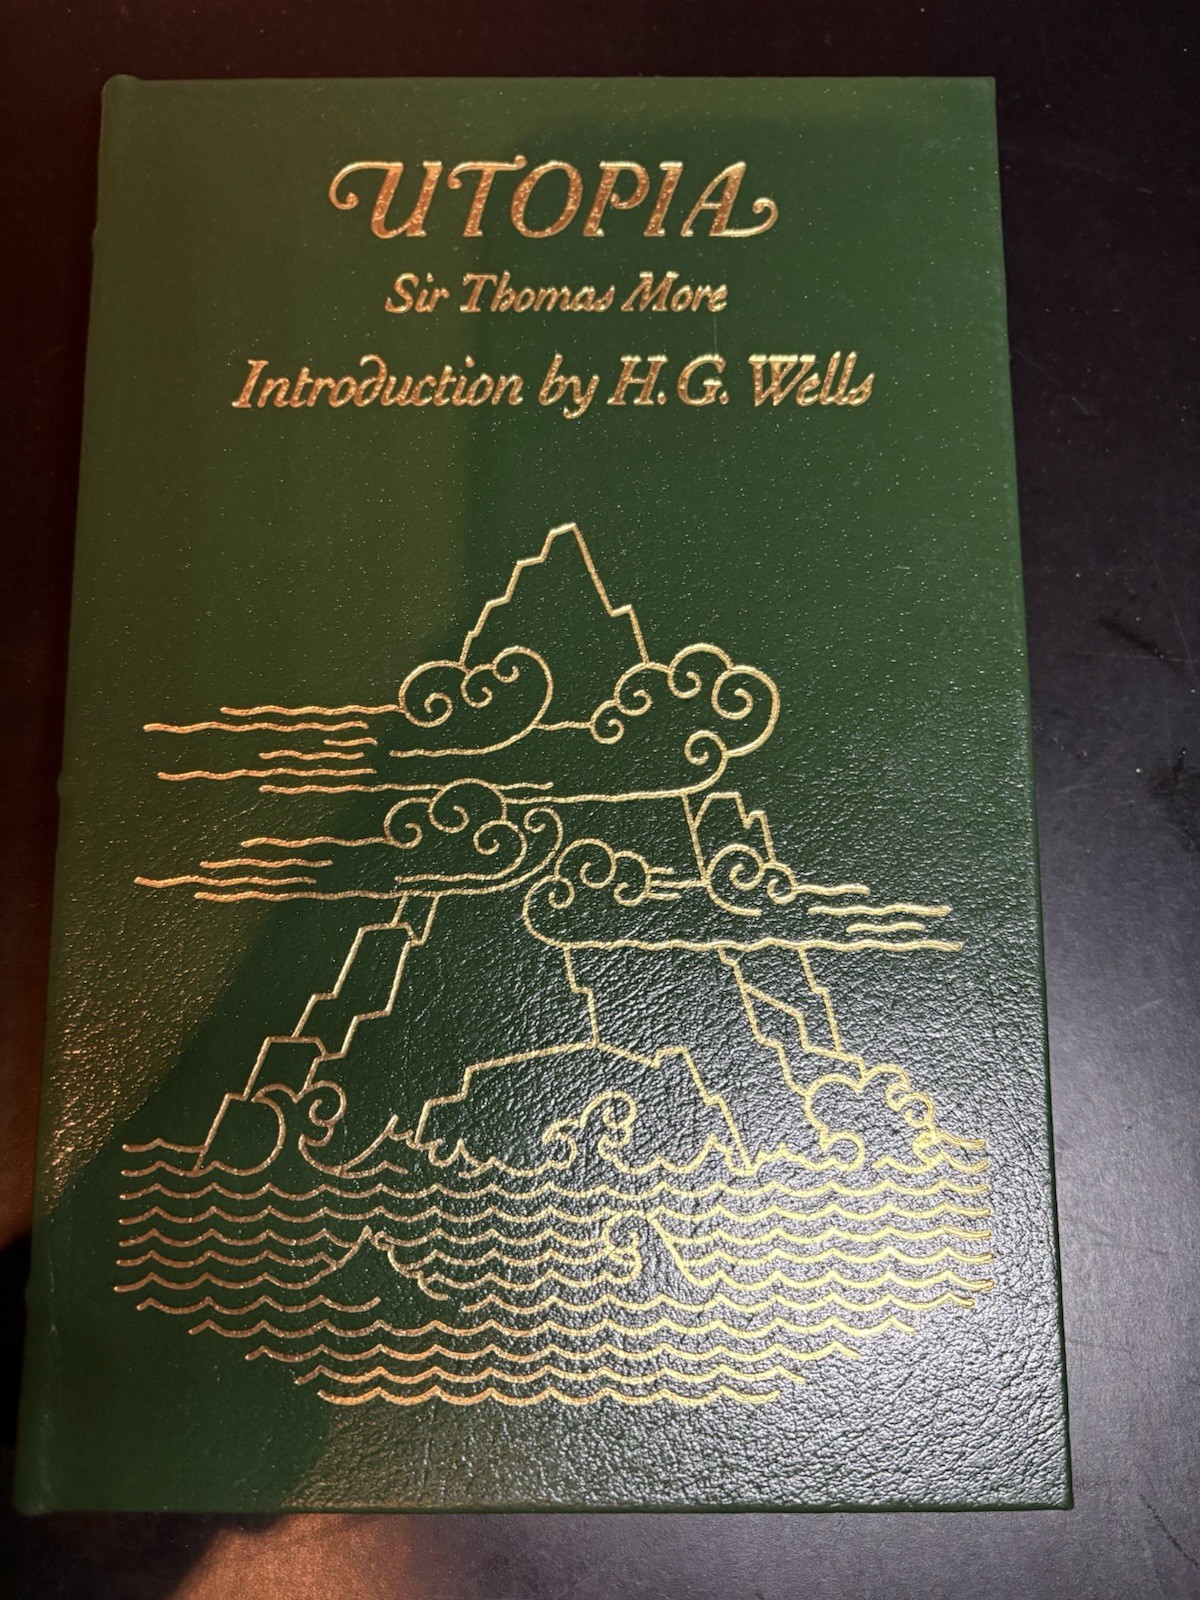 UTOPIA
Sir Thomas More
Introduction by H. G. Wells